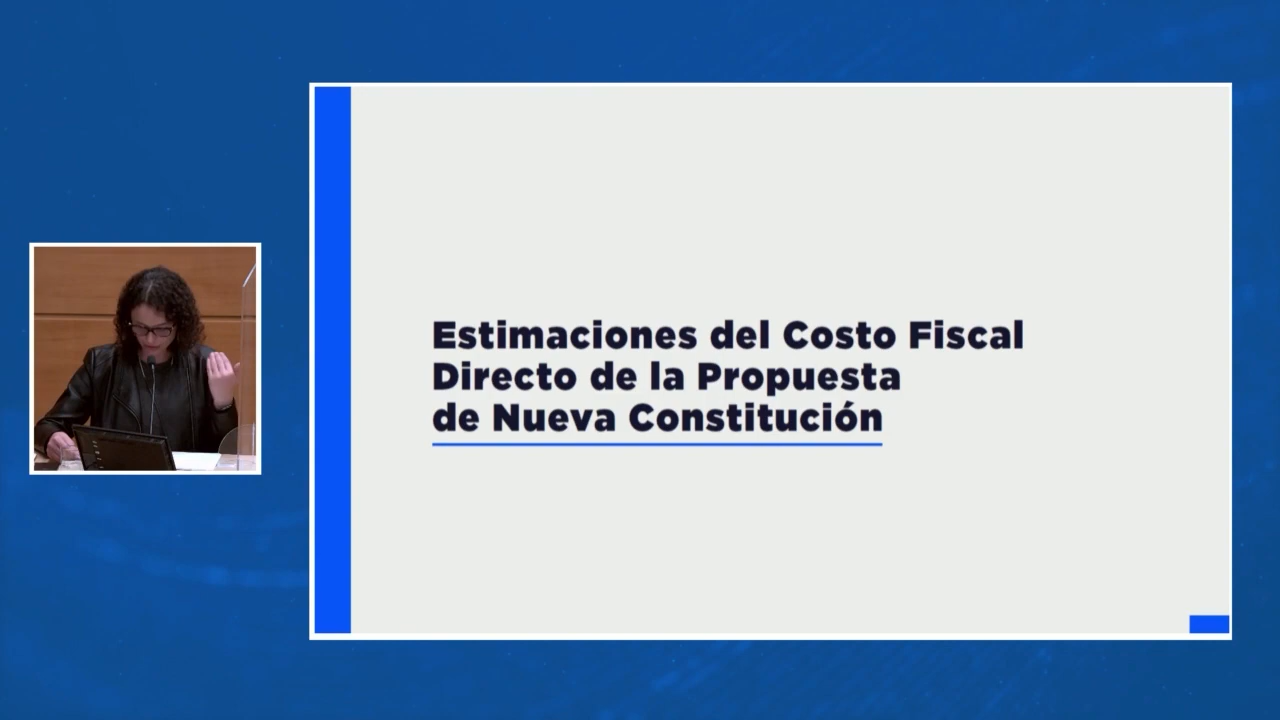 Estimaciones del Costo Fiscal
Directo de la Propuesta
de Nueva Constitución